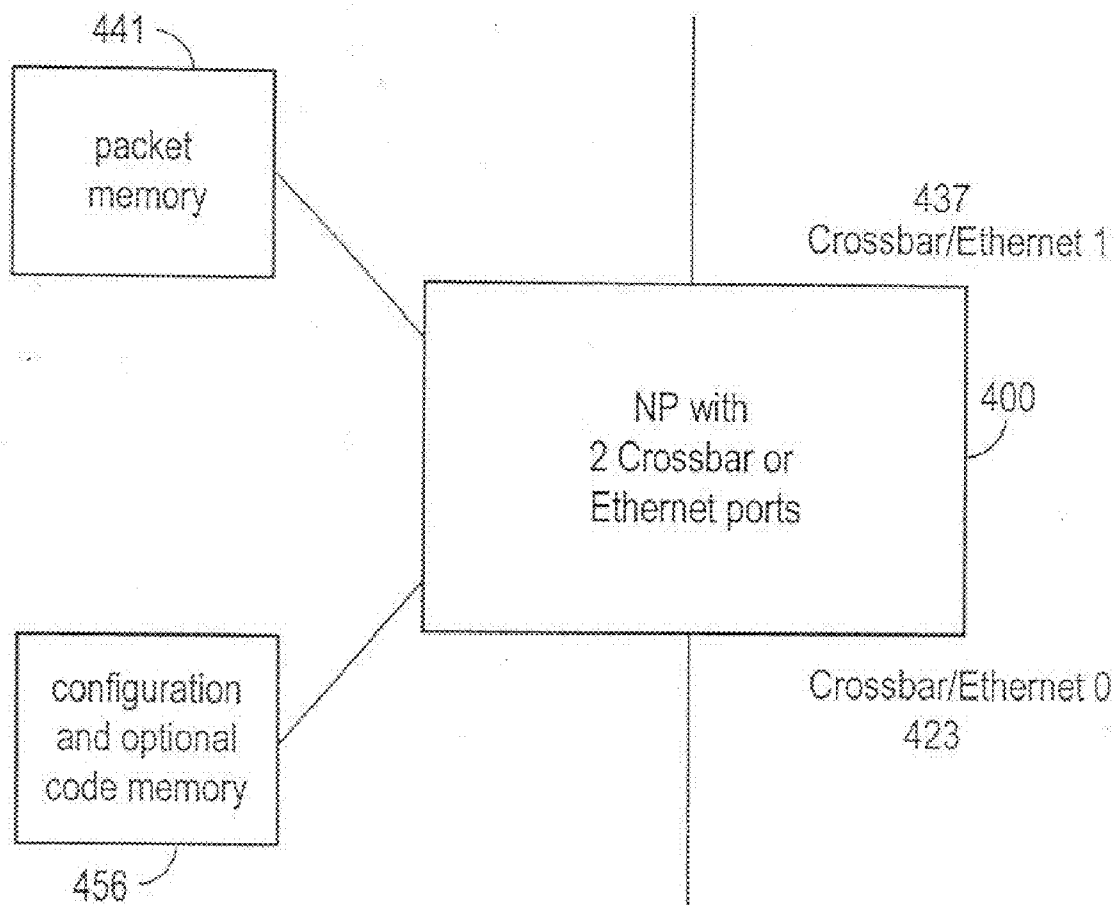 441
packet
memory
437
Crossbar/Ethernet 1
NP with
2 Crossbar or
Ethernet ports
400
configuration
and optional
code memory
Crossbar/Ethernet 0
423
456